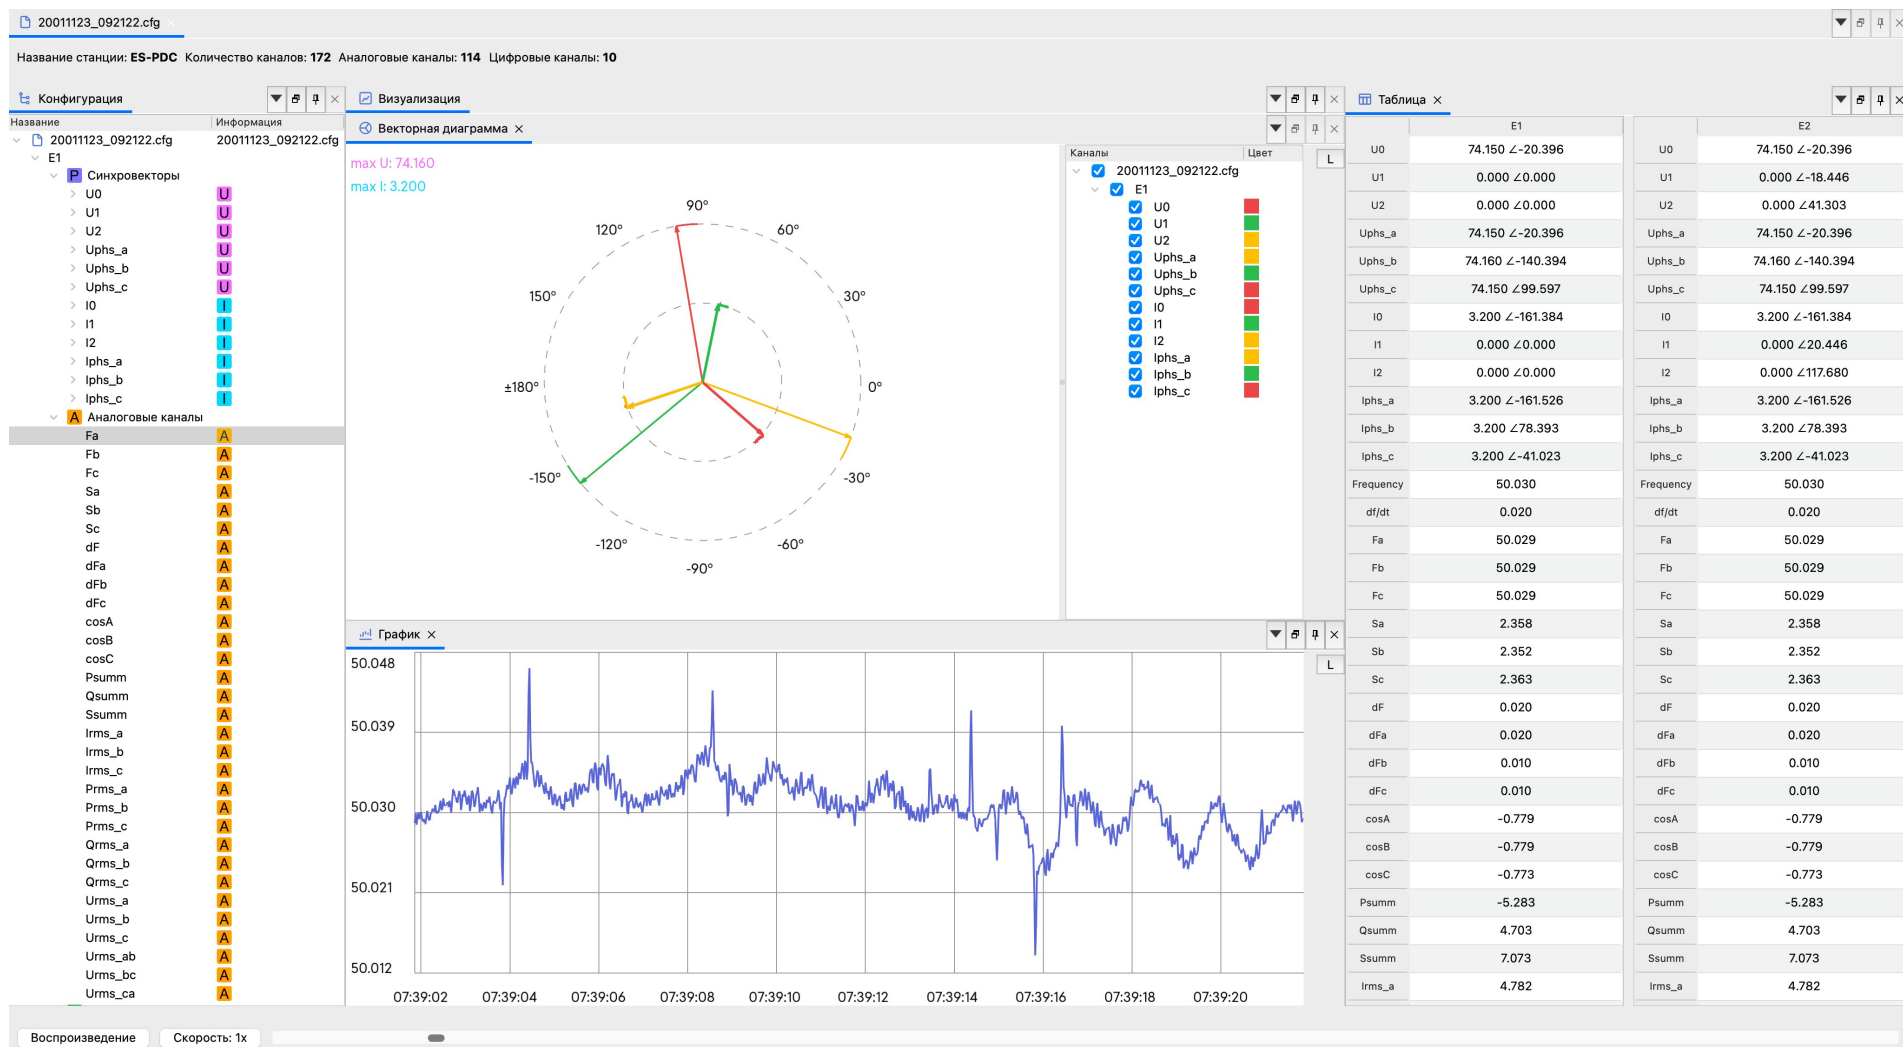 20011123_092122.cfg
Название станции: ES-PDC Количество каналов: 172 Аналоговые каналы: 114 Цифровые каналы: 10
Конфигурация
Название Информация
20011123_092122.cfg 20011123_092122.cfg
E1
P Синхровекторы
U0 U
U1 U
U2 U
Uphs_a U
Uphs_b U
Uphs_c U
I0 I
I1 I
I2 I
Iphs_a I
Iphs_b I
Iphs_c I
A Аналоговые каналы
Fa A
Fb A
Fc A
Sa A
Sb A
Sc A
dF A
dFa A
dFb A
dFc A
cosA A
cosB A
cosC A
Psumm A
Qsumm A
Ssumm A
Irms_a A
Irms_b A
Irms_c A
Prms_a A
Prms_b A
Prms_c A
Qrms_a A
Qrms_b A
Qrms_c A
Urms_a A
Urms_b A
Urms_c A
Urms_ab A
Urms_bc A
Urms_ca A
Визуализация
Векторная диаграмма
max U: 74.160
max I: 3.200
90°
120° 60°
150° 30°
±180° 0°
-150° -30°
-120° -60°
-90°
Каналы Цвет
L
20011123_092122.cfg
E1
U0
U1
U2
Uphs_a
Uphs_b
Uphs_c
I0
I1
I2
Iphs_a
Iphs_b
Iphs_c
График
L
50.048
50.039
50.030
50.021
50.012
07:39:02 07:39:04 07:39:06 07:39:08 07:39:10 07:39:12 07:39:14 07:39:16 07:39:18 07:39:20
Таблица
E1 E2
U0 74.150 ∠-20.396 U0 74.150 ∠-20.396
U1 0.000 ∠0.000 U1 0.000 ∠-18.446
U2 0.000 ∠0.000 U2 0.000 ∠41.303
Uphs_a 74.150 ∠-20.396 Uphs_a 74.150 ∠-20.396
Uphs_b 74.160 ∠-140.394 Uphs_b 74.160 ∠-140.394
Uphs_c 74.150 ∠99.597 Uphs_c 74.150 ∠99.597
I0 3.200 ∠-161.384 I0 3.200 ∠-161.384
I1 0.000 ∠0.000 I1 0.000 ∠20.446
I2 0.000 ∠0.000 I2 0.000 ∠117.680
Iphs_a 3.200 ∠-161.526 Iphs_a 3.200 ∠-161.526
Iphs_b 3.200 ∠78.393 Iphs_b 3.200 ∠78.393
Iphs_c 3.200 ∠-41.023 Iphs_c 3.200 ∠-41.023
Frequency 50.030 Frequency 50.030
df/dt 0.020 df/dt 0.020
Fa 50.029 Fa 50.029
Fb 50.029 Fb 50.029
Fc 50.029 Fc 50.029
Sa 2.358 Sa 2.358
Sb 2.352 Sb 2.352
Sc 2.363 Sc 2.363
dF 0.020 dF 0.020
dFa 0.020 dFa 0.020
dFb 0.010 dFb 0.010
dFc 0.010 dFc 0.010
cosA -0.779 cosA -0.779
cosB -0.779 cosB -0.779
cosC -0.773 cosC -0.773
Psumm -5.283 Psumm -5.283
Qsumm 4.703 Qsumm 4.703
Ssumm 7.073 Ssumm 7.073
Irms_a 4.782 Irms_a 4.782
Воспроизведение Скорость: 1x